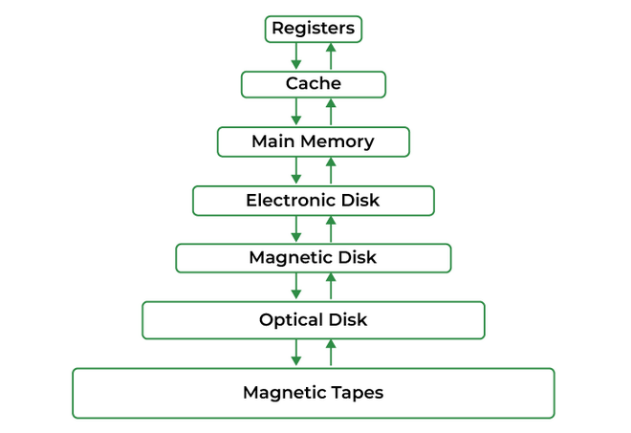 Registers
Cache
Main Memory
Electronic Disk
Magnetic Disk
Optical Disk
Magnetic Tapes